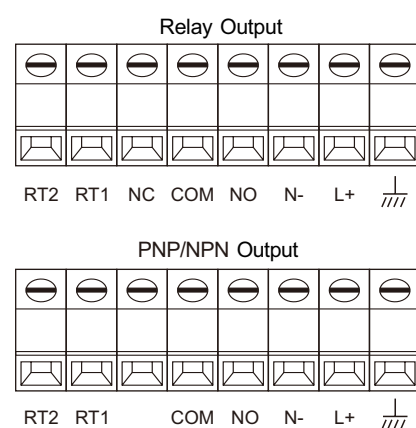 Relay Output
RT2 RT1 NC COM NO N- L+
PNP/NPN Output
RT2 RT1 COM NO N- L+